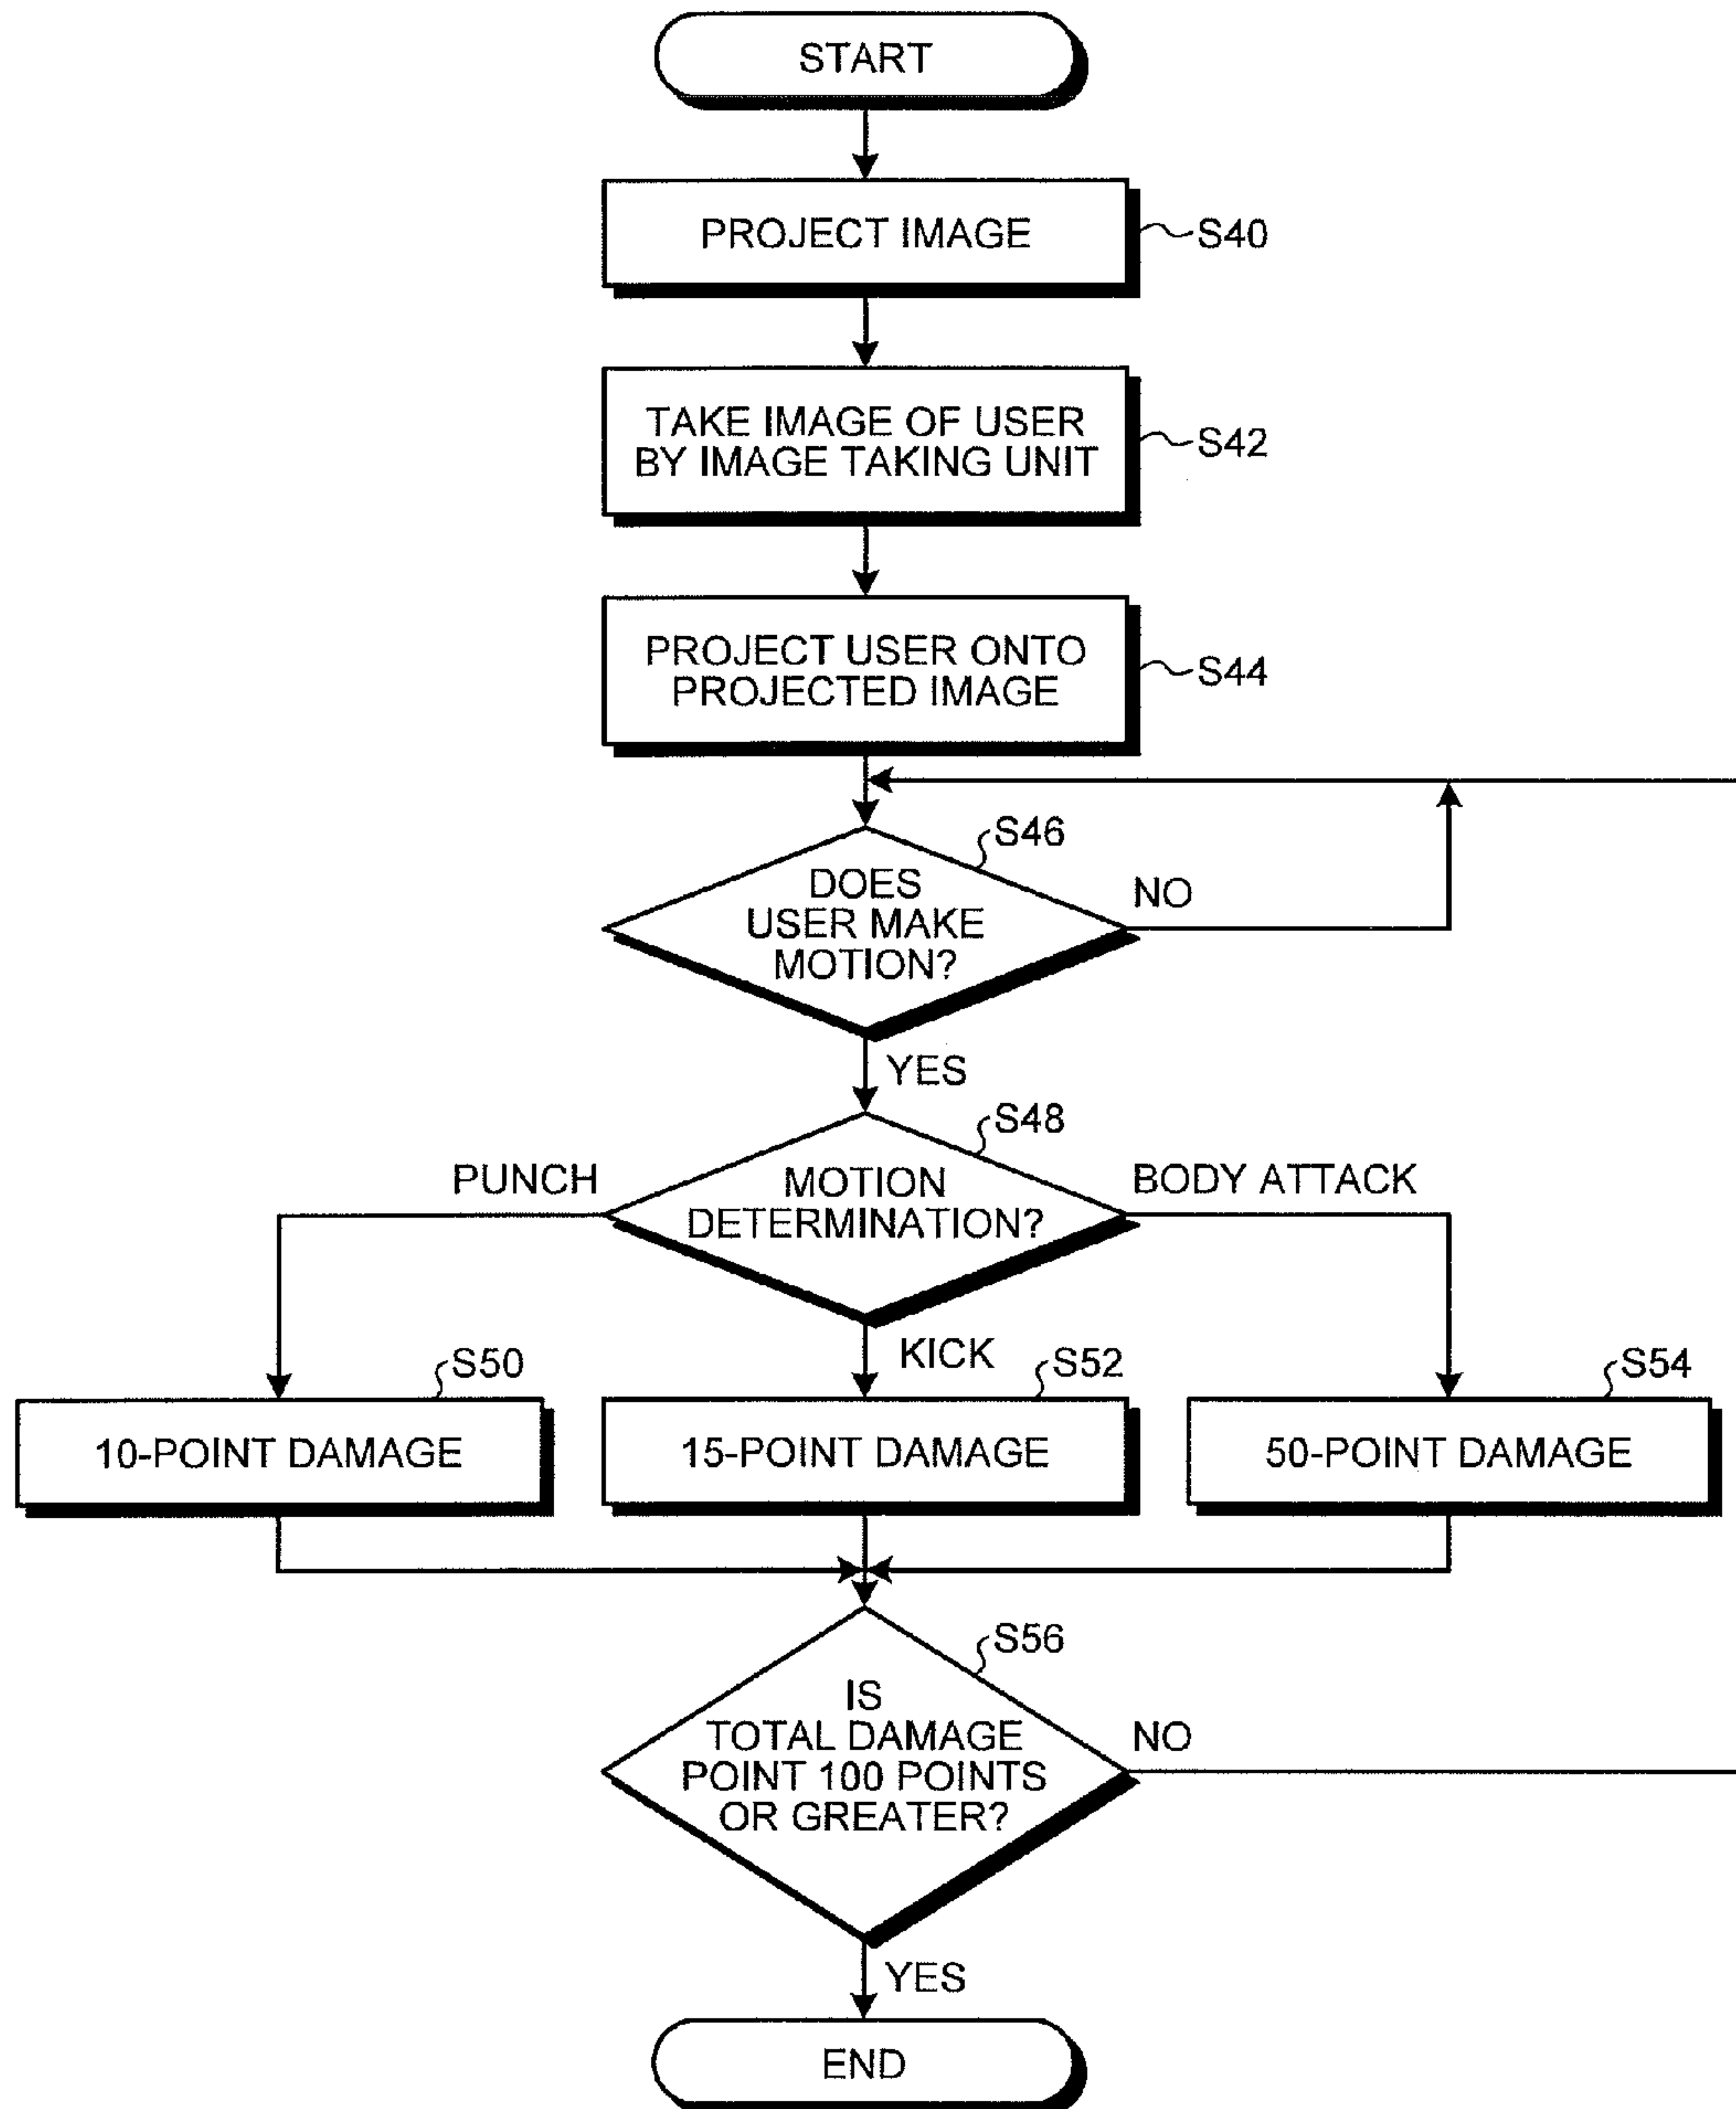 START
PROJECT IMAGE
S40
TAKE IMAGE OF USER
BY IMAGE TAKING UNIT
S42
PROJECT USER ONTO
PROJECTED IMAGE
S44
S46
DOES
USER MAKE
MOTION?
NO
YES
S48
PUNCH
MOTION
DETERMINATION?
BODY ATTACK
KICK
S50
S52
S54
10-POINT DAMAGE
15-POINT DAMAGE
50-POINT DAMAGE
S56
IS
TOTAL DAMAGE
POINT 100 POINTS
OR GREATER?
NO
YES
END